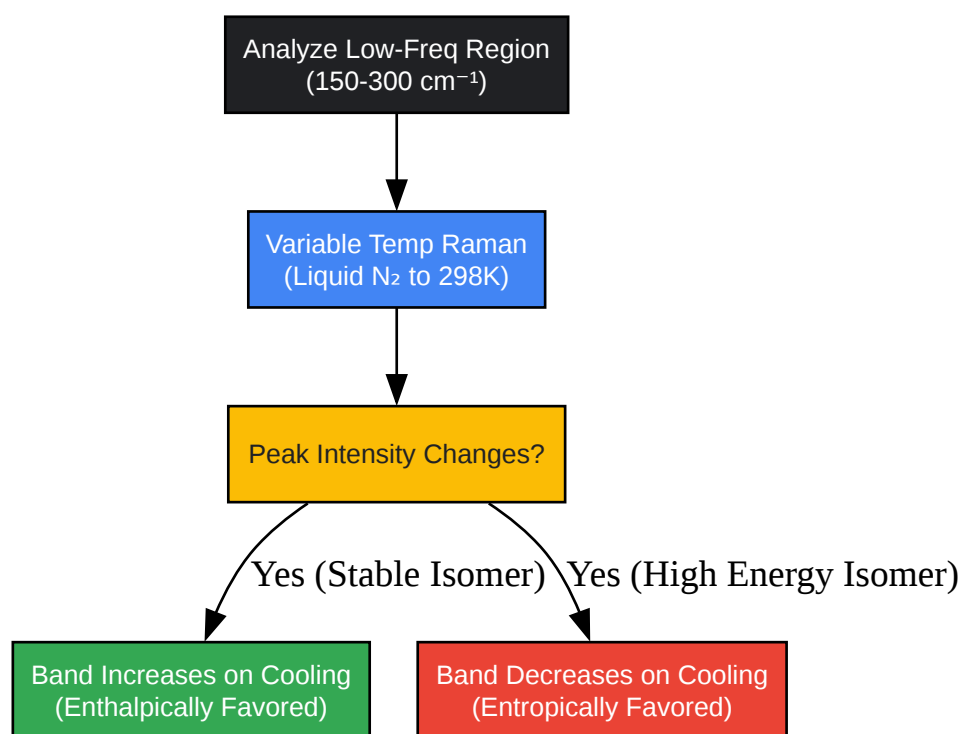 Analyze Low-Freq Region
(150-300 cm⁻¹)
Variable Temp Raman
(Liquid N₂ to 298K)
Peak Intensity Changes?
Yes (Stable Isomer)
Yes (High Energy Isomer)
Band Increases on Cooling
(Enthalpically Favored)
Band Decreases on Cooling
(Entropically Favored)